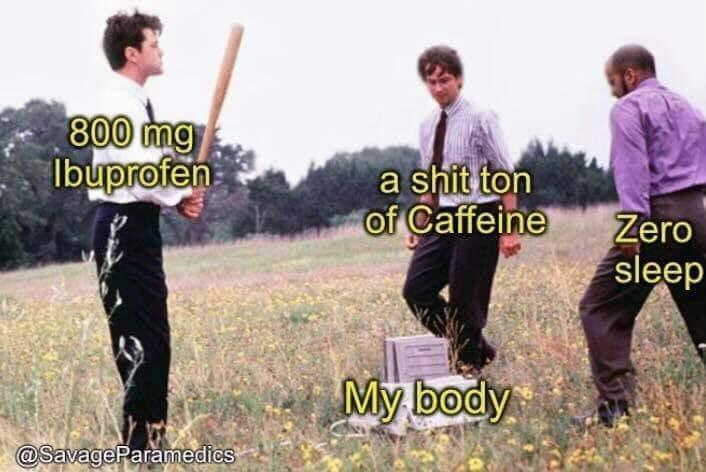 800 mg
Ibuprofen
a shit ton
of Caffeine
Zero
sleep
My body
@SavageParamedics